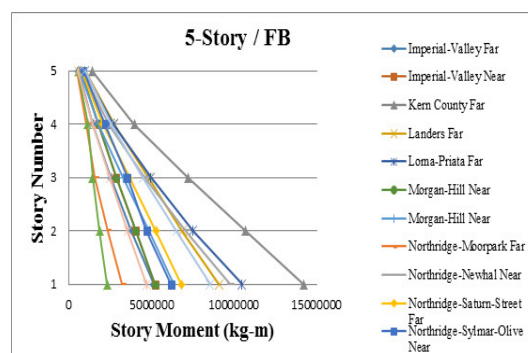 5-Story / FB
Story Number
5
4
3
2
1
0
5000000
10000000
15000000
Story Moment (kg-m)
Imperial-Valley Far
Imperial-Valley Near
Kern County Far
Landers Far
Loma-Priata Far
Morgan-Hill Near
Morgan-Hill Near
Northridge-Moorpark Far
Northridge-Newhal Near
Northridge-Saturn-Street
Far
Northridge-Sylmar-Olive
Near